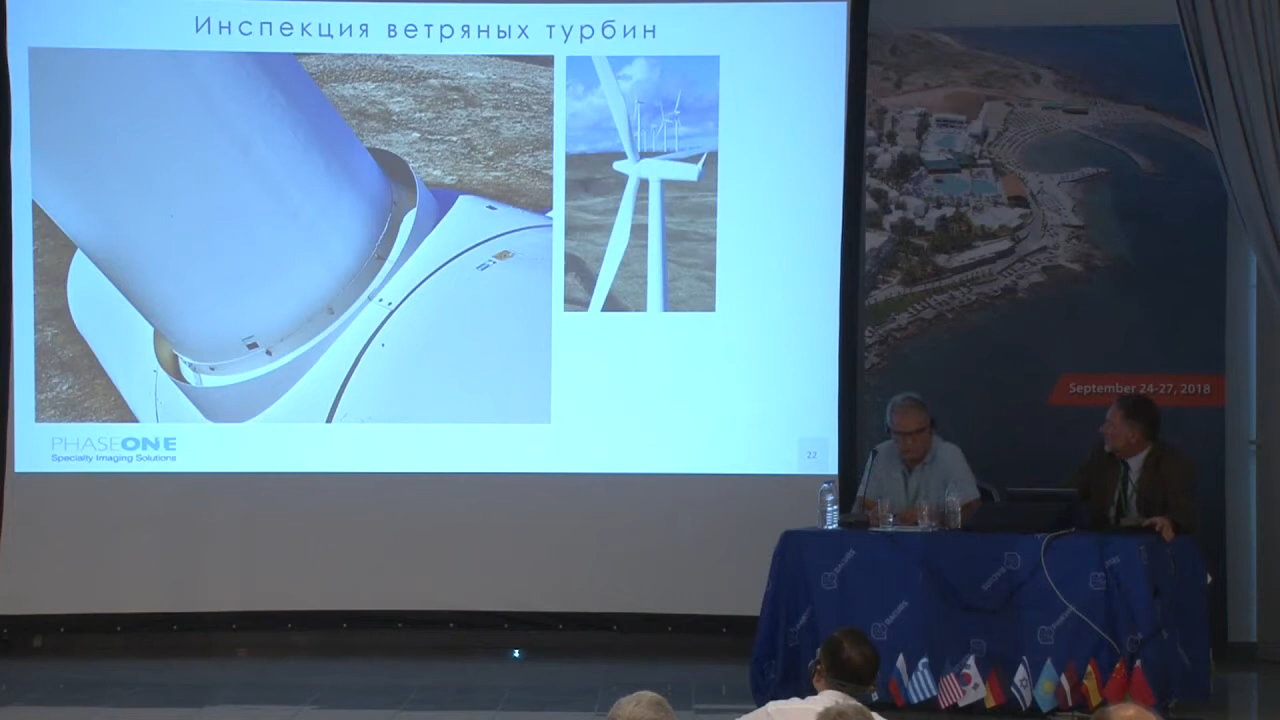 Инспекция ветряных турбин
PHASEONE
Specialty Imaging Solutions
22
September 24-27, 2018